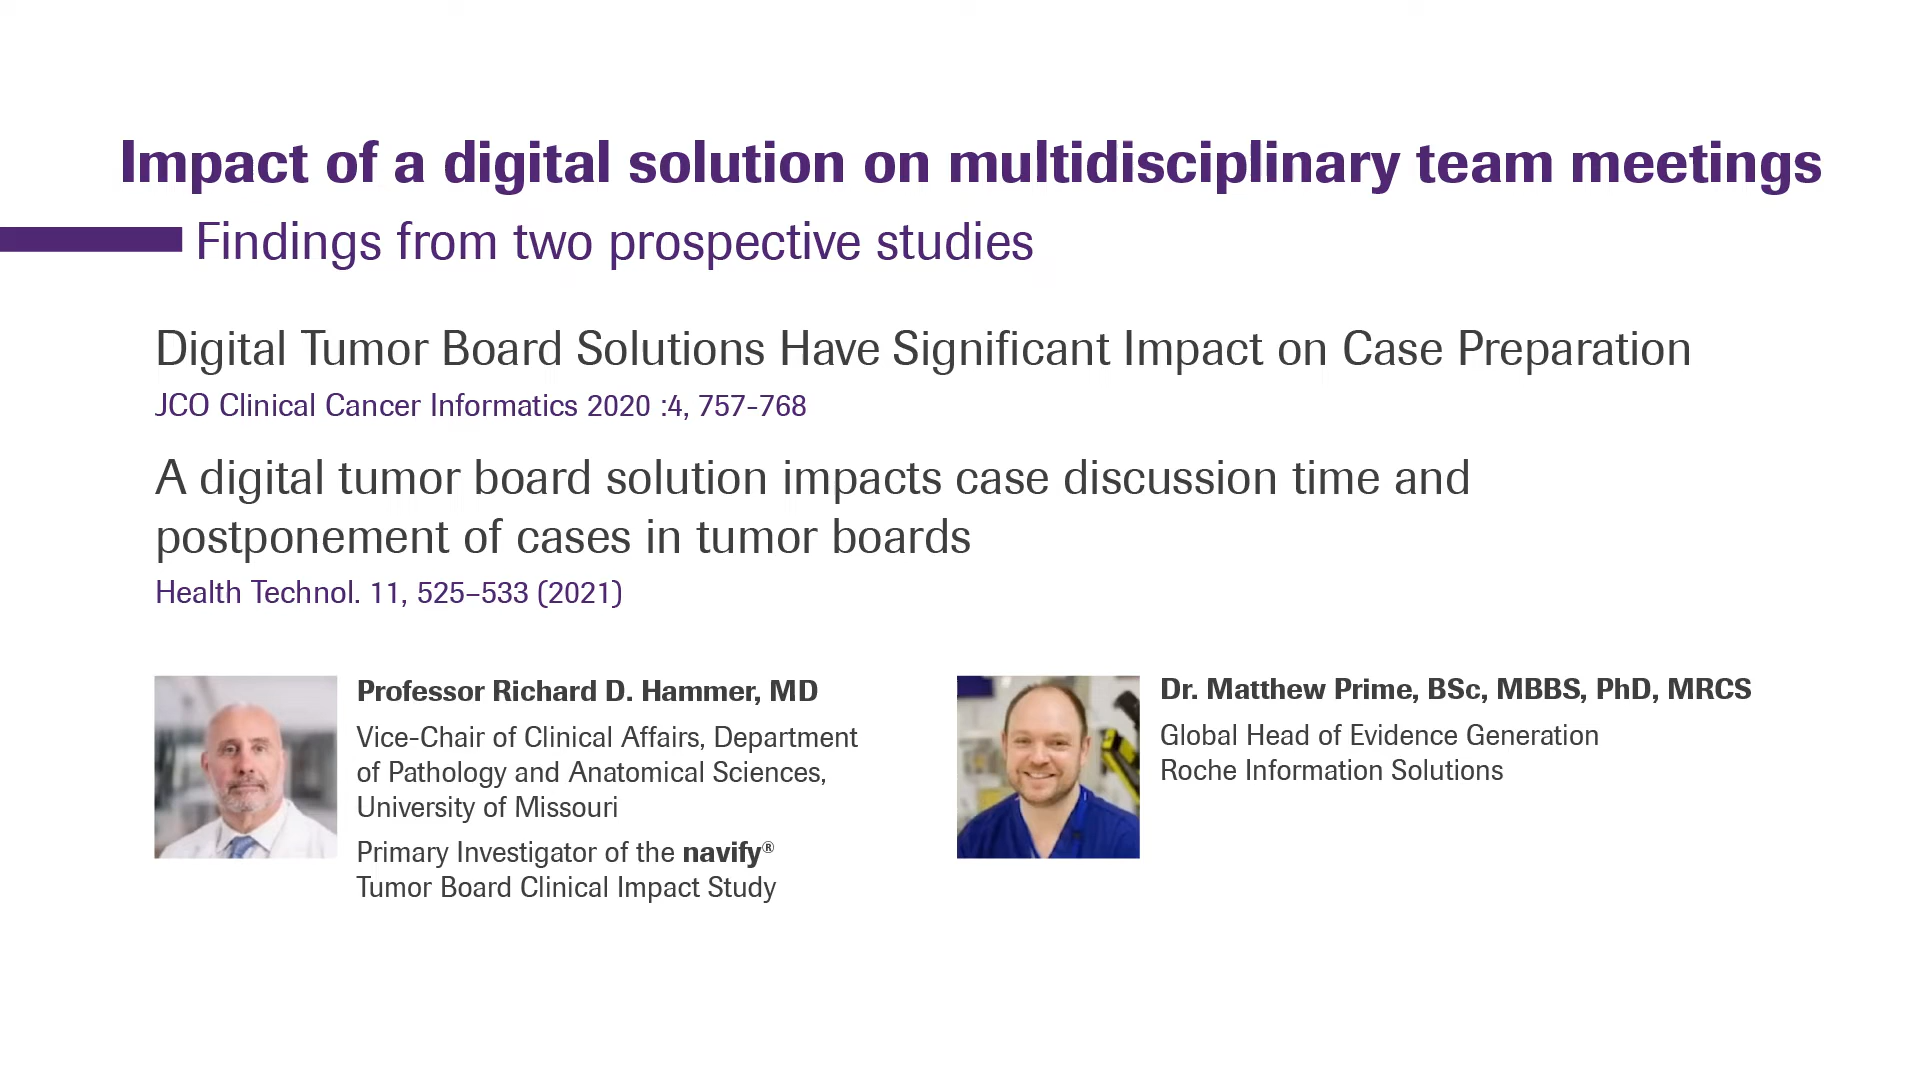 Impact of a digital solution on multidisciplinary team meetings
Findings from two prospective studies
Digital Tumor Board Solutions Have Significant Impact on Case Preparation
JCO Clinical Cancer Informatics 2020 :4, 757-768
A digital tumor board solution impacts case discussion time and
postponement of cases in tumor boards
Health Technol. 11, 525–533 (2021)
Professor Richard D. Hammer, MD
Vice-Chair of Clinical Affairs, Department
of Pathology and Anatomical Sciences,
University of Missouri
Primary Investigator of the navify®
Tumor Board Clinical Impact Study
Dr. Matthew Prime, BSc, MBBS, PhD, MRCS
Global Head of Evidence Generation
Roche Information Solutions